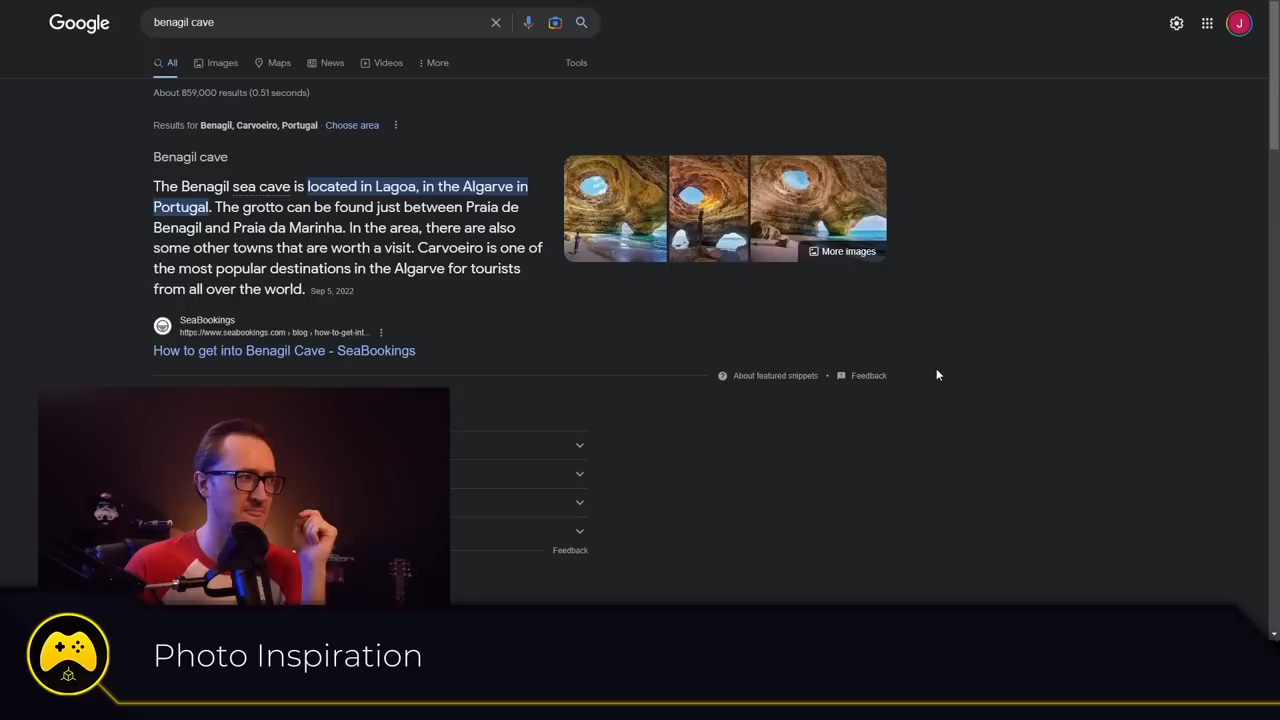 Google
benagil cave
J
All
Images
Maps
News
Videos
More
Tools
About 859,000 results (0.51 seconds)
Results for Benagil, Carvoeiro, Portugal · Choose area
Benagil cave
The Benagil sea cave is located in Lagoa, in the Algarve in
Portugal. The grotto can be found just between Praia de
Benagil and Praia da Marinha. In the area, there are also
some other towns that are worth a visit. Carvoeiro is one of
the most popular destinations in the Algarve for tourists
from all over the world. Sep 5, 2022
More images
SeaBookings
https://www.seabookings.com › blog › how-to-get-int...
How to get into Benagil Cave - SeaBookings
About featured snippets • Feedback
Feedback
Photo Inspiration